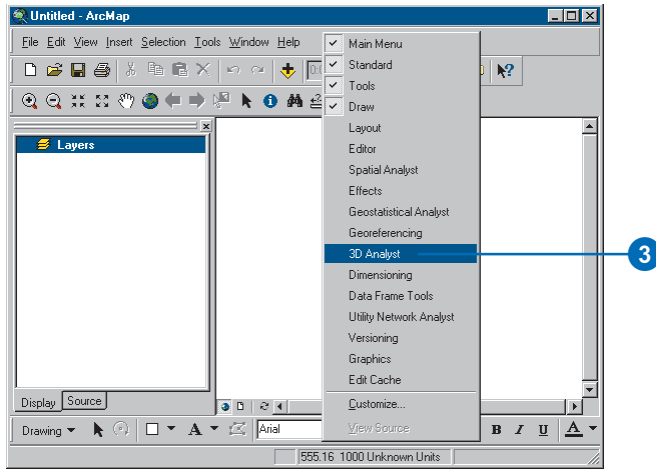 Untitled - ArcMap
File Edit View Insert Selection Tools Window Help
Main Menu
Standard
Tools
Draw
Layout
Editor
Spatial Analyst
Effects
Geostatistical Analyst
Georeferencing
3D Analyst
3
Dimensioning
Data Frame Tools
Utility Network Analyst
Versioning
Graphics
Edit Cache
Customize...
View Source
Layers
Display Source
Drawing A Arial B I U A
555.16 1000 Unknown Units